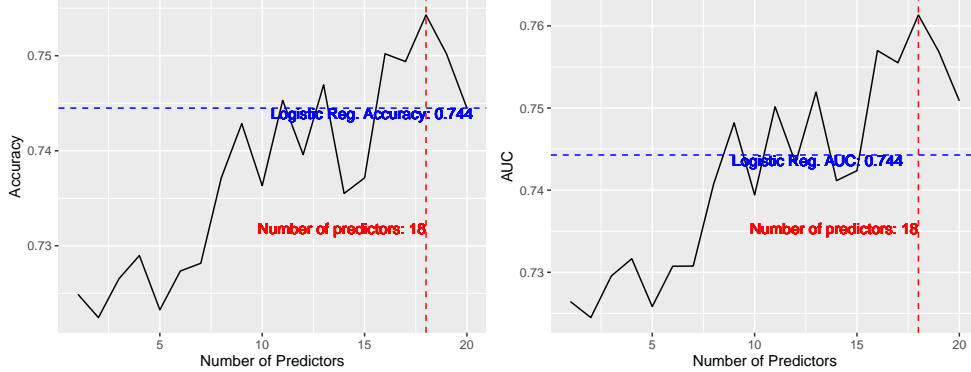 0.75
0.74
0.73
Accuracy
Logistic Reg. Accuracy: 0.744
Number of predictors: 18
5
10
15
20
Number of Predictors
0.76
0.75
0.74
0.73
AUC
Logistic Reg. AUC: 0.744
Number of predictors: 18
5
10
15
20
Number of Predictors